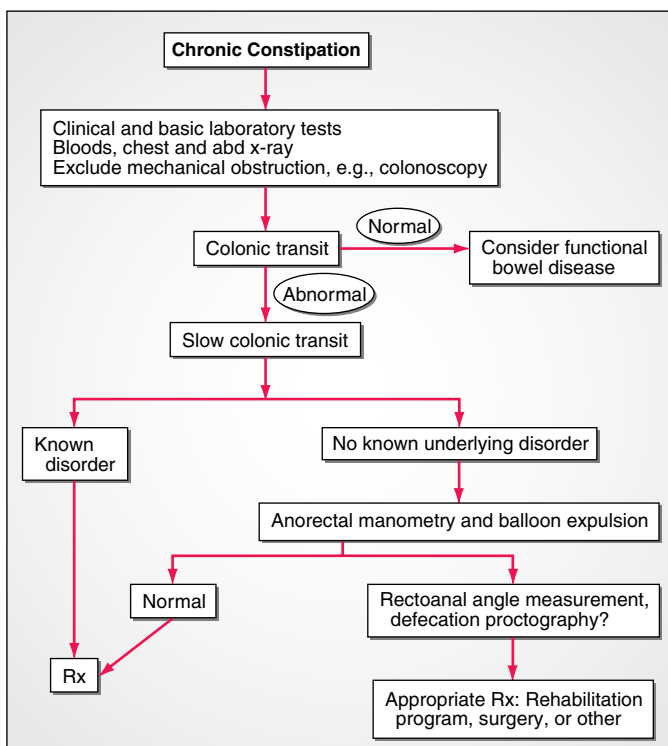 Chronic Constipation
Clinical and basic laboratory tests
Bloods, chest and abd x-ray
Exclude mechanical obstruction, e.g., colonoscopy
Colonic transit
Normal
Consider functional
bowel disease
Abnormal
Slow colonic transit
Known
disorder
No known underlying disorder
Anorectal manometry and balloon expulsion
Normal
Rectoanal angle measurement,
defecation proctography?
Rx
Appropriate Rx: Rehabilitation
program, surgery, or other